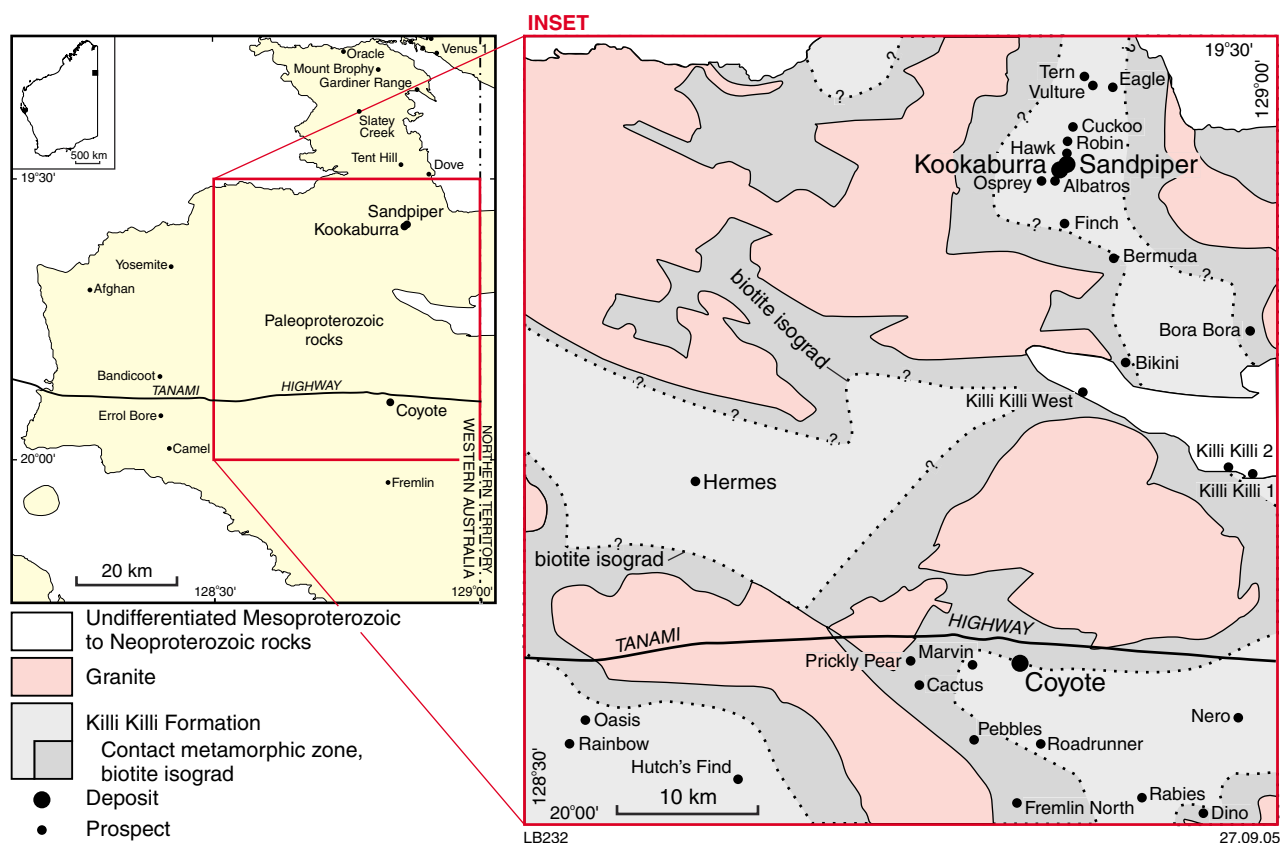 INSET
500 km
Oracle
Venus 1
Mount Brophy
Gardiner Range
Slatey
Creek
Tent Hill
Dove
19°30'
Sandpiper
Kookaburra
Yosemite
Afghan
Paleoproterozoic
rocks
Bandicoot
TANAMI
HIGHWAY
Coyote
Errol Bore
Camel
20°00'
Fremlin
WESTERN AUSTRALIA
NORTHERN TERRITORY
20 km
128°30'
129°00'
Undifferentiated Mesoproterozoic
to Neoproterozoic rocks
Granite
Killi Killi Formation
Contact metamorphic zone,
biotite isograd
Deposit
Prospect
19°30'
129°00'
?
?
Tern
Vulture
Eagle
?
?
Cuckoo
Hawk
Robin
Kookaburra
Sandpiper
Osprey
Albatros
?
Finch
Bermuda
?
biotite isograd
Bora Bora
Bikini
?
?
Killi Killi West
?
?
?
Killi Killi 2
Killi Killi 1
Hermes
?
biotite isograd
TANAMI
HIGHWAY
Prickly Pear
Marvin
Cactus
Coyote
Oasis
Rainbow
Pebbles
Roadrunner
Nero
Hutch's Find
128°30'
20°00'
10 km
Fremlin North
Rabies
Dino
LB232
27.09.05